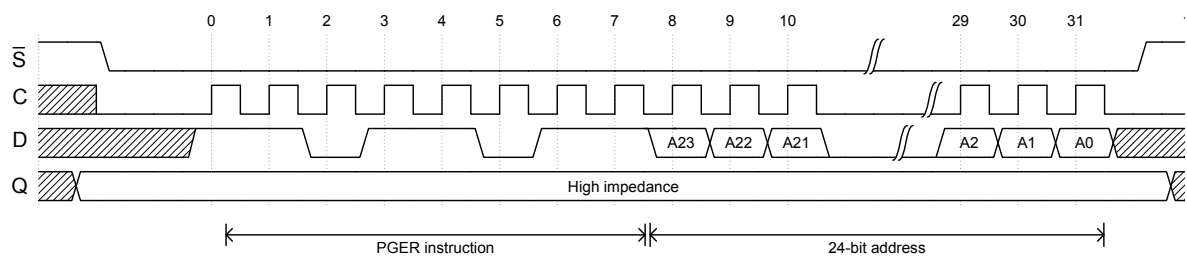 0 1 2 3 4 5 6 7 8 9 10 29 30 31
S̅
C
D A23 A22 A21 A2 A1 A0
Q High impedance
PGER instruction 24-bit address